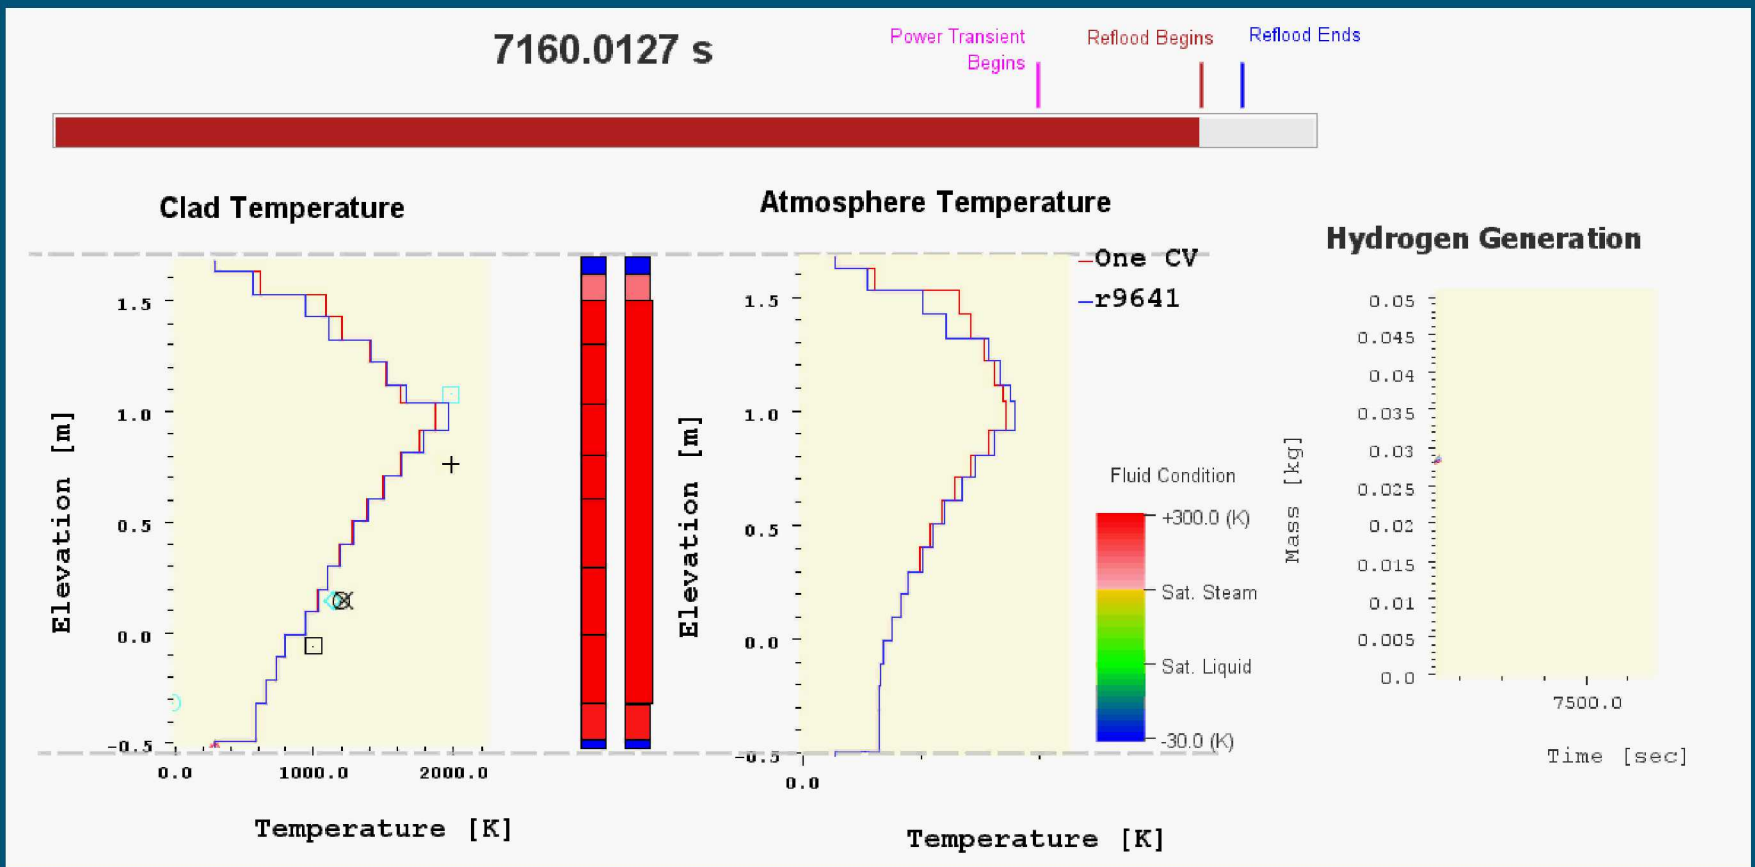 7160.0127 s
Power Transient
Begins
Reflood Begins
Reflood Ends
Clad Temperature
Atmosphere Temperature
Hydrogen Generation
One CV
r9641
1.5
1.0
0.5
0.0
-0.5
0.0 1000.0 2000.0
Elevation [m]
Temperature [K]
1.5
1.0
0.5
0.0
-0.5
0.0
Elevation [m]
Temperature [K]
Fluid Condition
+300.0 (K)
Sat. Steam
Sat. Liquid
-30.0 (K)
0.05
0.045
0.04
0.035
0.03
0.025
0.02
0.015
0.01
0.005
0.0
7500.0
Mass [kg]
Time [sec]